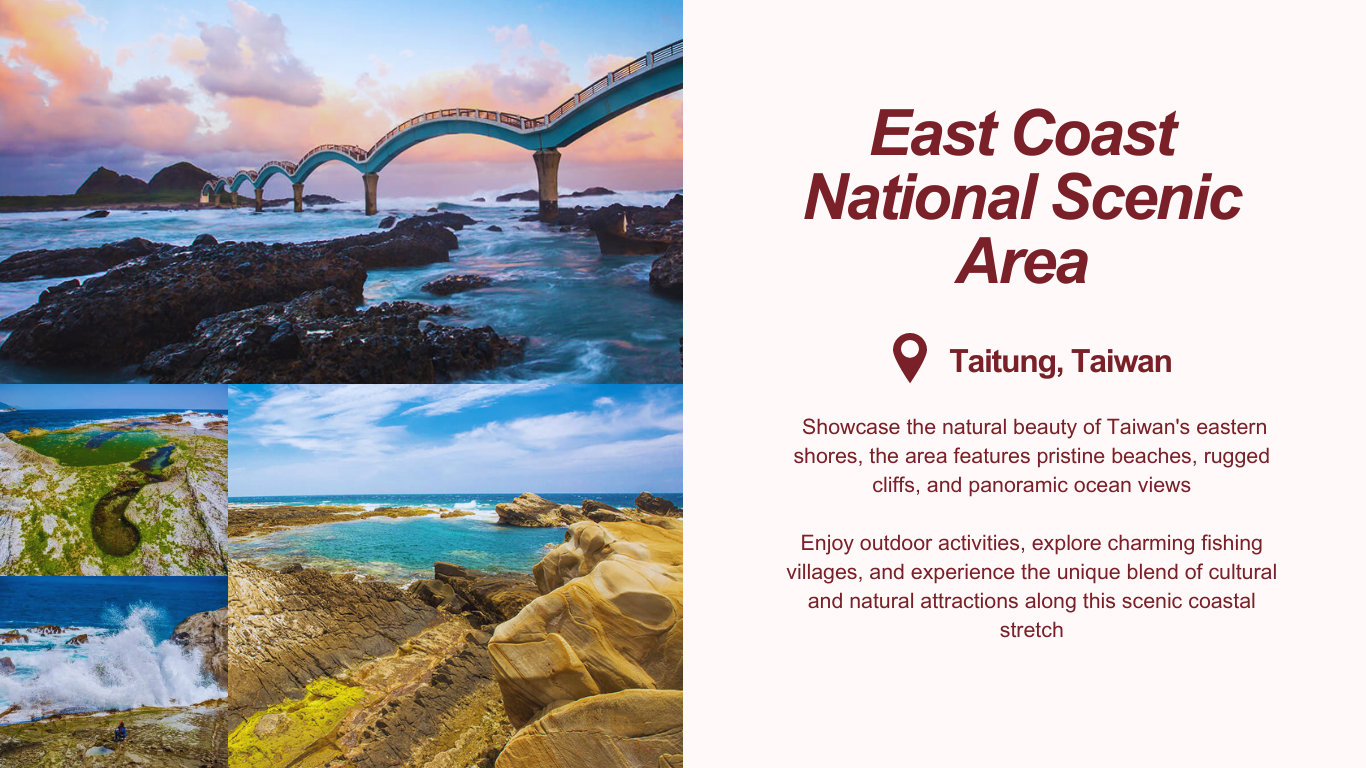 East Coast
National Scenic
Area
Taitung, Taiwan
Showcase the natural beauty of Taiwan's eastern
shores, the area features pristine beaches, rugged
cliffs, and panoramic ocean views
Enjoy outdoor activities, explore charming fishing
villages, and experience the unique blend of cultural
and natural attractions along this scenic coastal
stretch